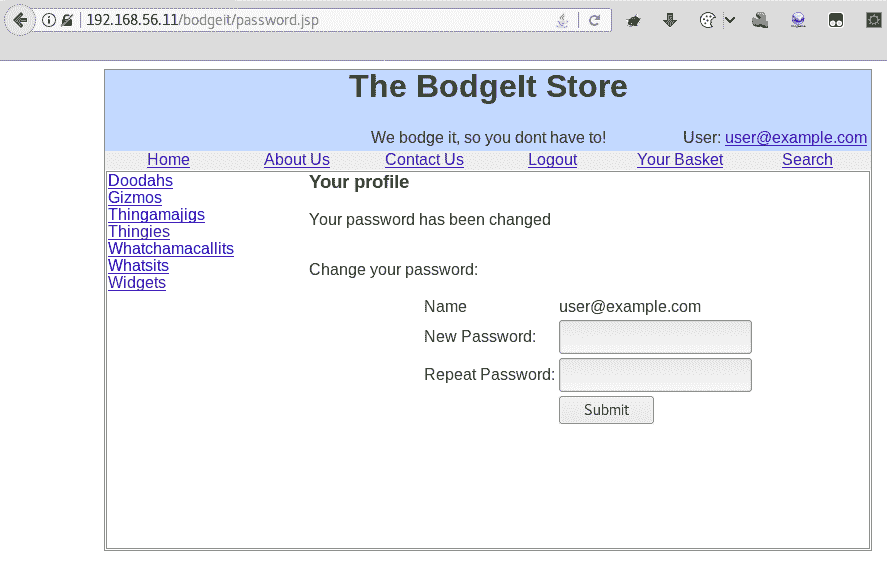 192.168.56.11/bodgeit/password.jsp
The BodgeIt Store
We bodge it, so you dont have to! User: user@example.com
Home About Us Contact Us Logout Your Basket Search
Doodahs
Gizmos
Thingamajigs
Thingies
Whatchamacallits
Whatsits
Widgets
Your profile
Your password has been changed
Change your password:
Name user@example.com
New Password:
Repeat Password:
Submit